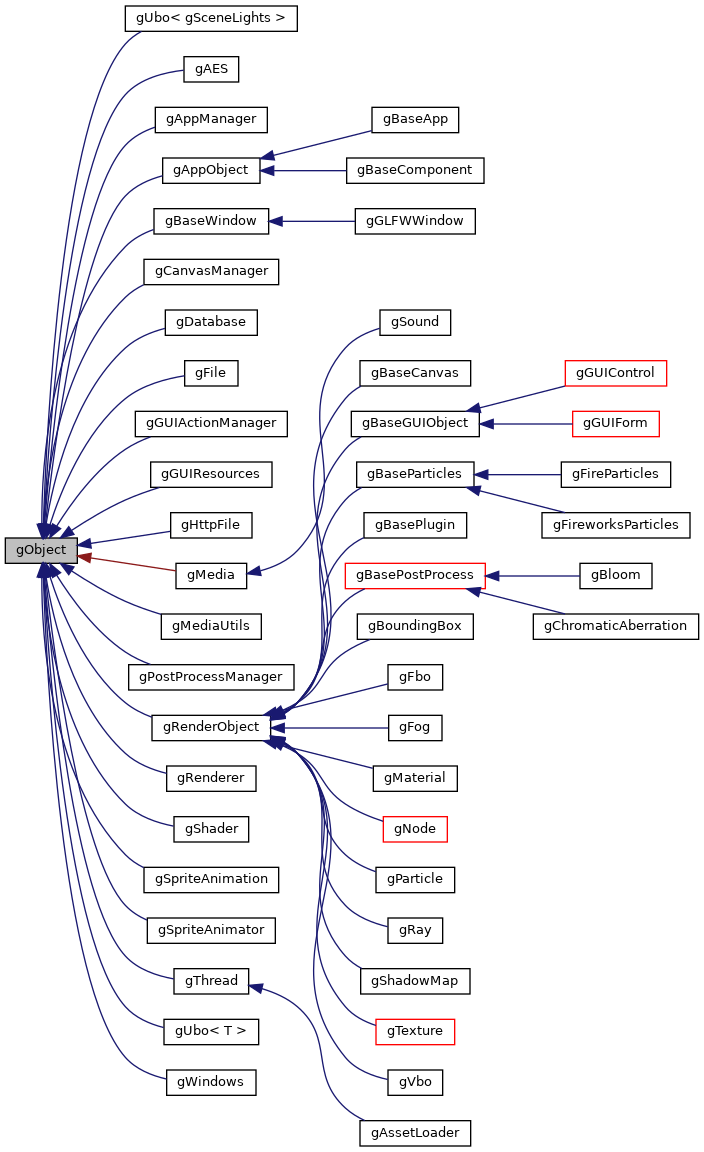 gUbo< gSceneLights >
gAES
gAppManager
gBaseApp
gAppObject
gBaseComponent
gBaseWindow
gGLFWWindow
gCanvasManager
gDatabase
gSound
gFile
gBaseCanvas
gGUIControl
gGUIActionManager
gBaseGUIObject
gGUIForm
gGUIResources
gBaseParticles
gFireParticles
gHttpFile
gBasePlugin
gFireworksParticles
gObject
gMedia
gBasePostProcess
gBloom
gMediaUtils
gBoundingBox
gChromaticAberration
gPostProcessManager
gFbo
gRenderObject
gFog
gRenderer
gMaterial
gShader
gNode
gSpriteAnimation
gParticle
gSpriteAnimator
gRay
gThread
gShadowMap
gUbo< T >
gTexture
gWindows
gVbo
gAssetLoader